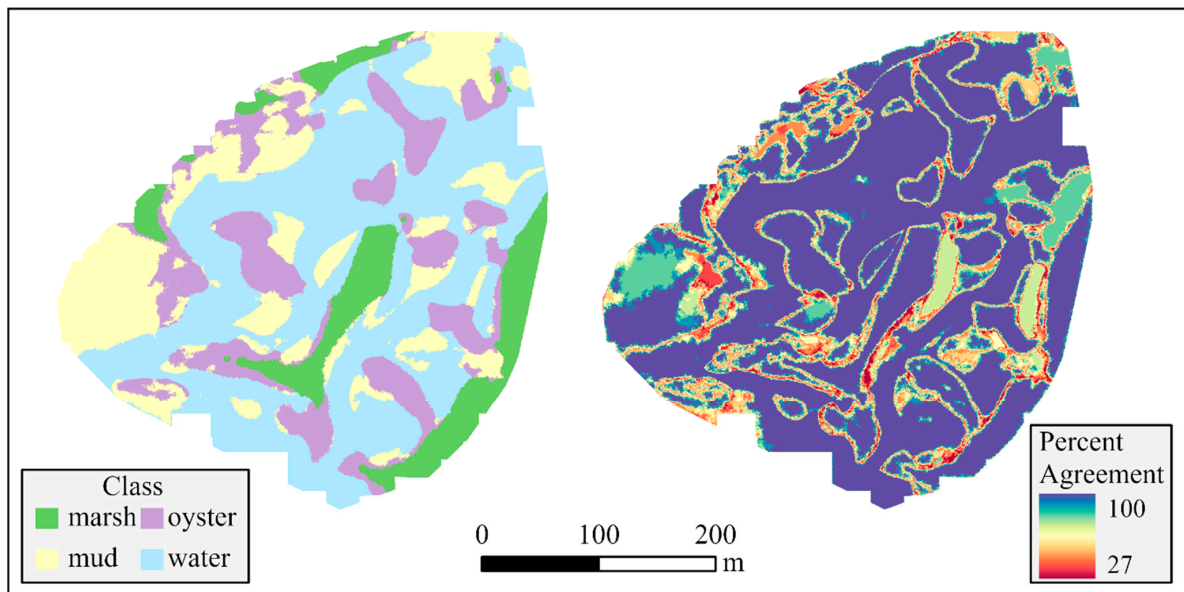 Class
marsh oyster
mud water
0 100 200
m
Percent
Agreement
100
27